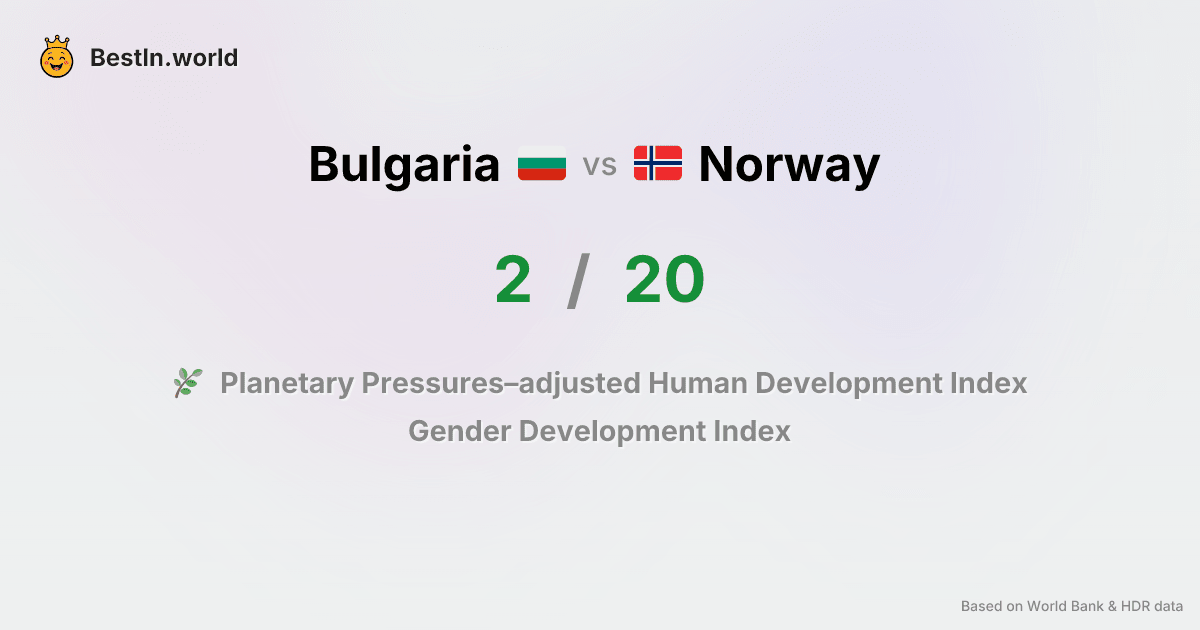 BestIn.world
Bulgaria vs Norway
2 / 20
Planetary Pressures–adjusted Human Development Index
Gender Development Index
Based on World Bank & HDR data